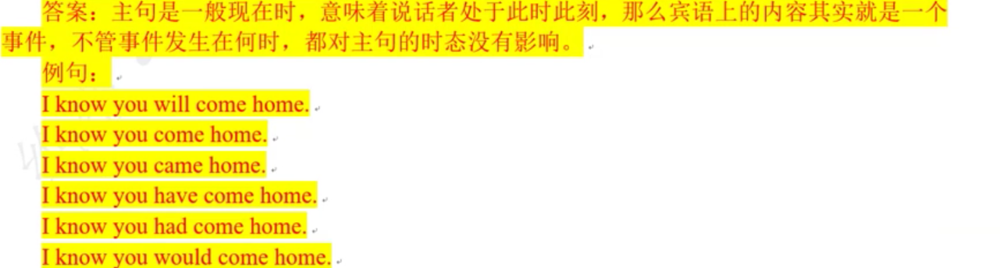 答案：主句是一般现在时，意味着说话者处于此时此刻，那么宾语上的内容其实就是一个
事件，不管事件发生在何时，都对主句的时态没有影响。
例句：
I know you will come home.
I know you come home.
I know you came home.
I know you have come home.
I know you had come home.
I know you would come home.